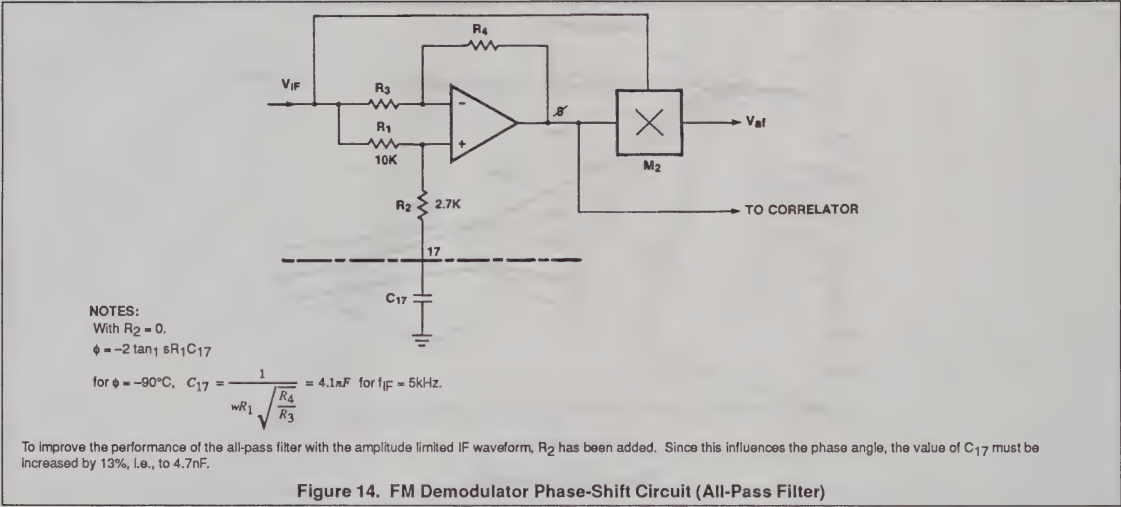 R4
VIF
R3
R1
10K
-
+
ø
Vaf
M2
R2 2.7K
TO CORRELATOR
17
C17
NOTES:
With R2 = 0.
ϕ = –2 tan1 sR1C17
for ϕ = –90°C, C17 = 1 / wR1 √(R4/R3) = 4.1nF for fIF = 5kHz.
To improve the performance of the all-pass filter with the amplitude limited IF waveform, R2 has been added. Since this influences the phase angle, the value of C17 must be
increased by 13%, i.e., to 4.7nF.
Figure 14. FM Demodulator Phase-Shift Circuit (All-Pass Filter)